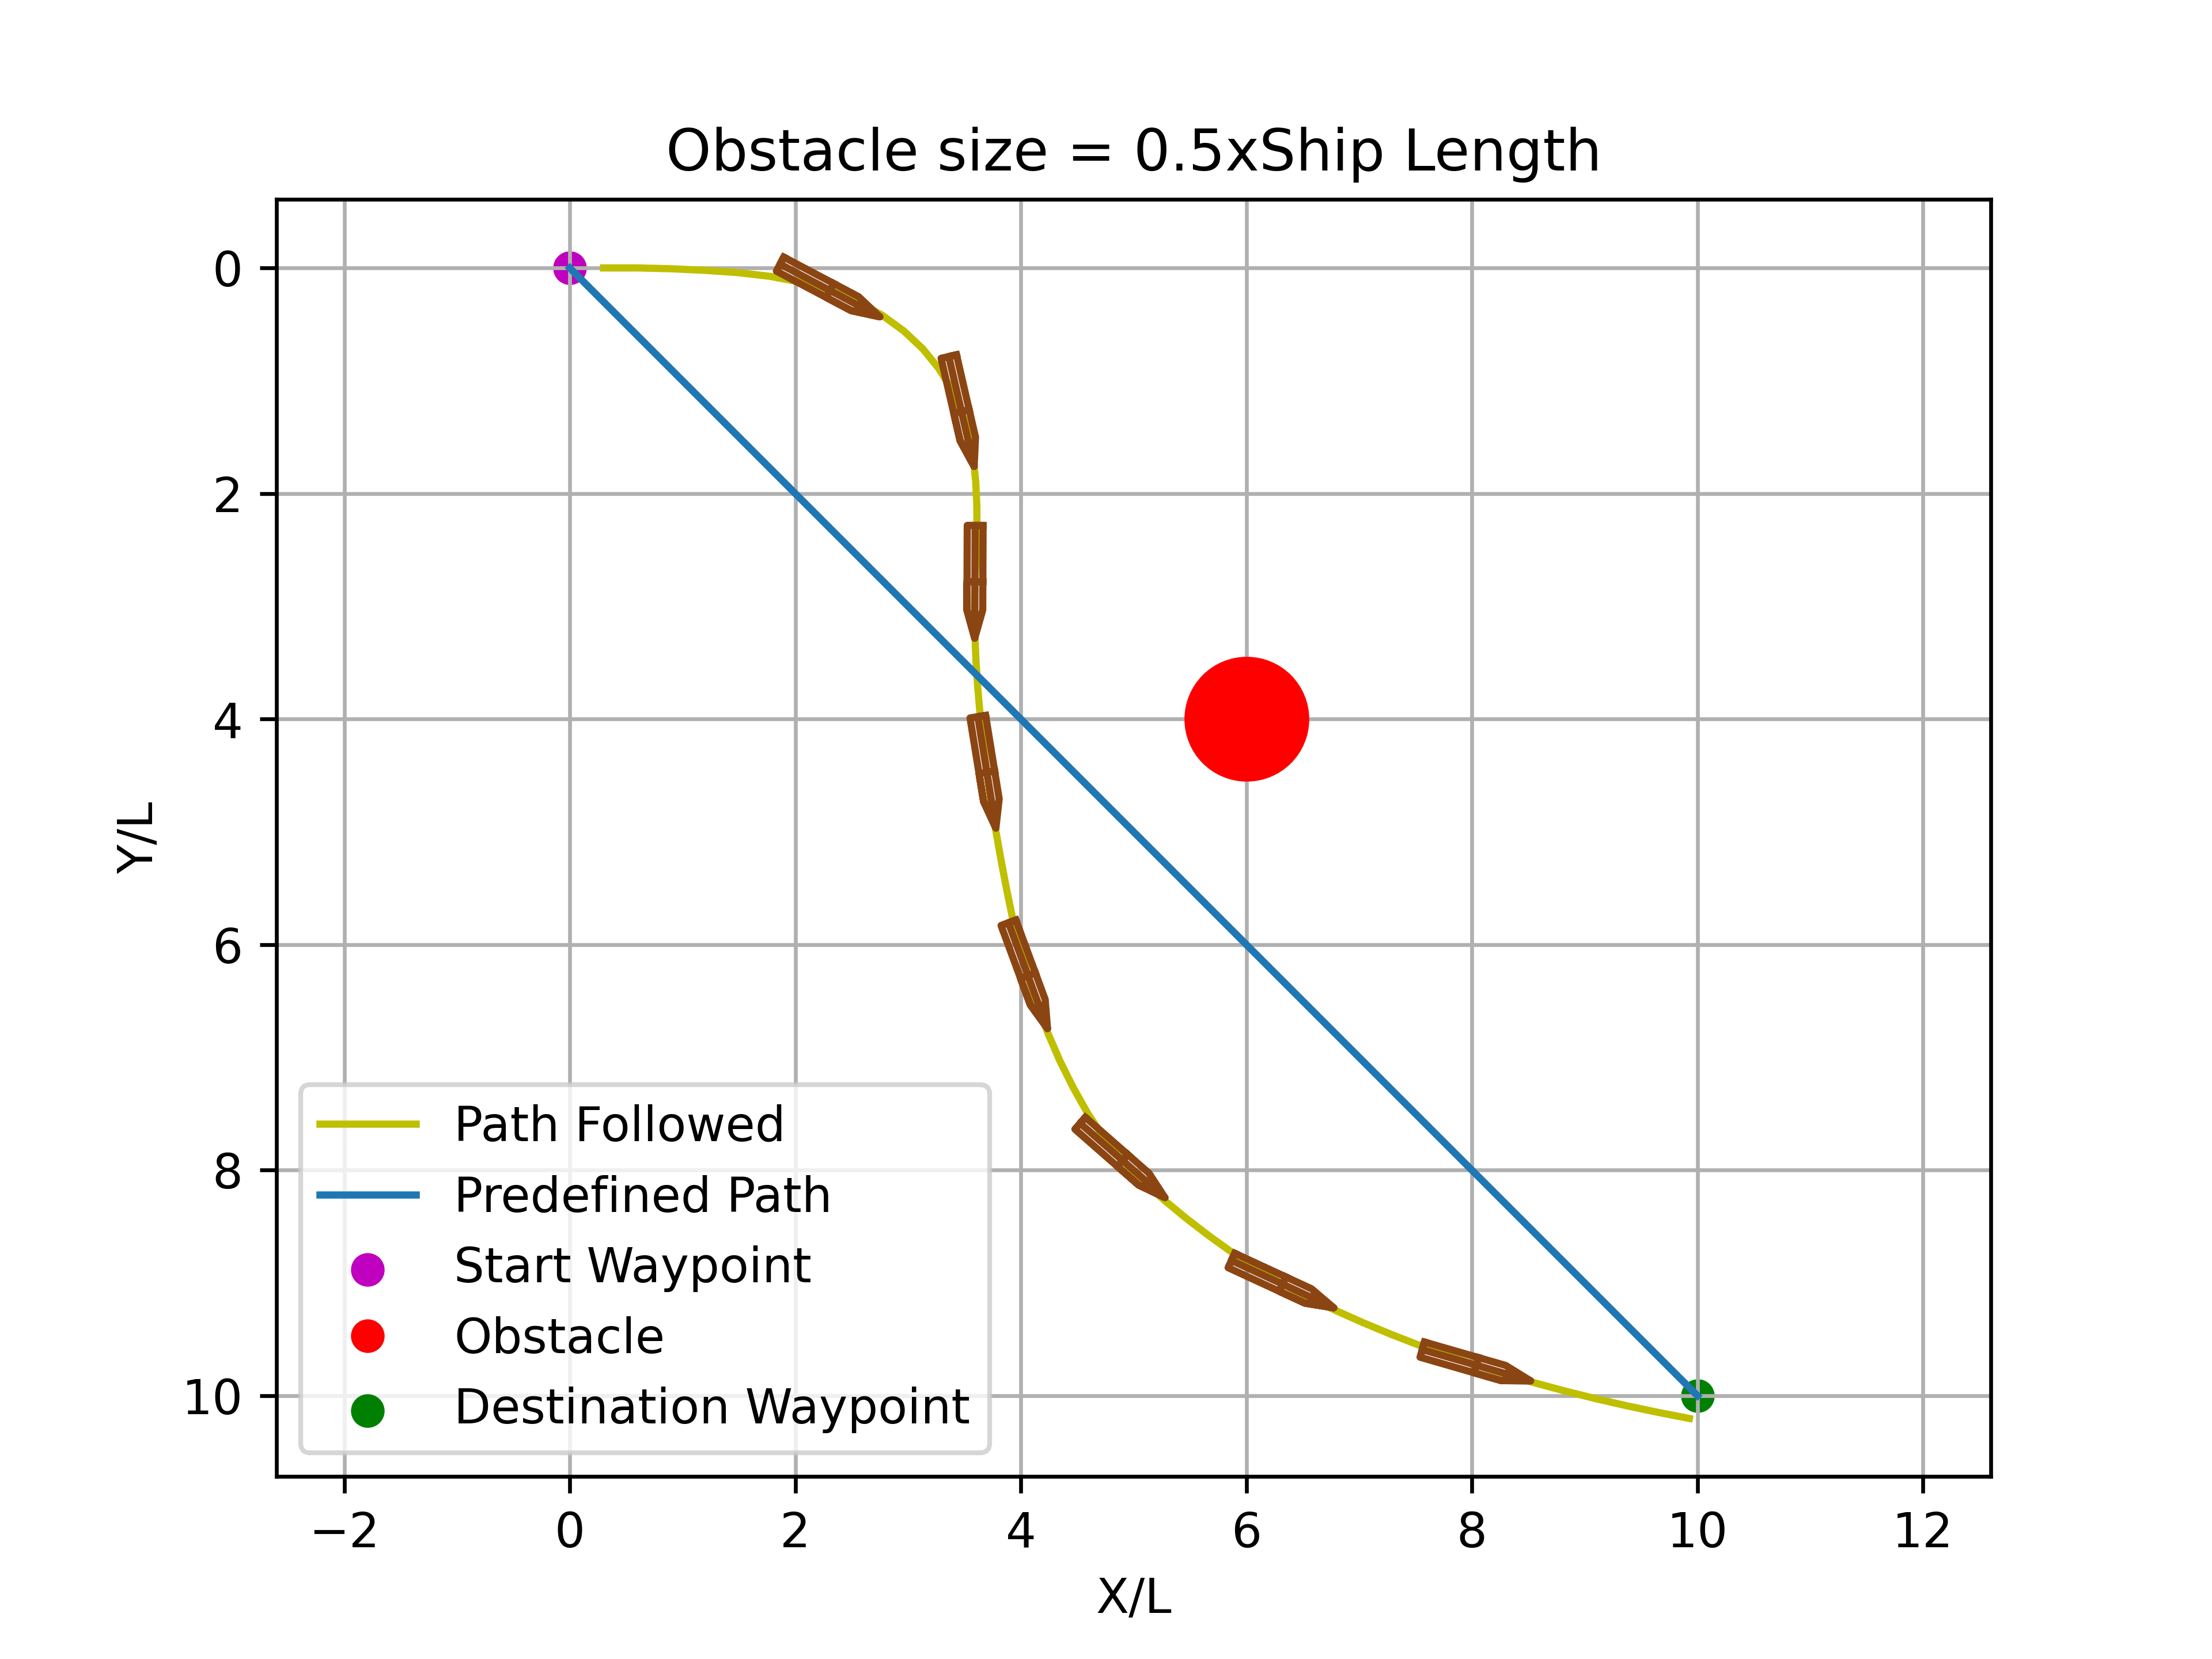 Obstacle size = 0.5xShip Length
0
2
4
6
8
10
Y/L
Path Followed
Predefined Path
Start Waypoint
Obstacle
Destination Waypoint
−2 0 2 4 6 8 10 12
X/L